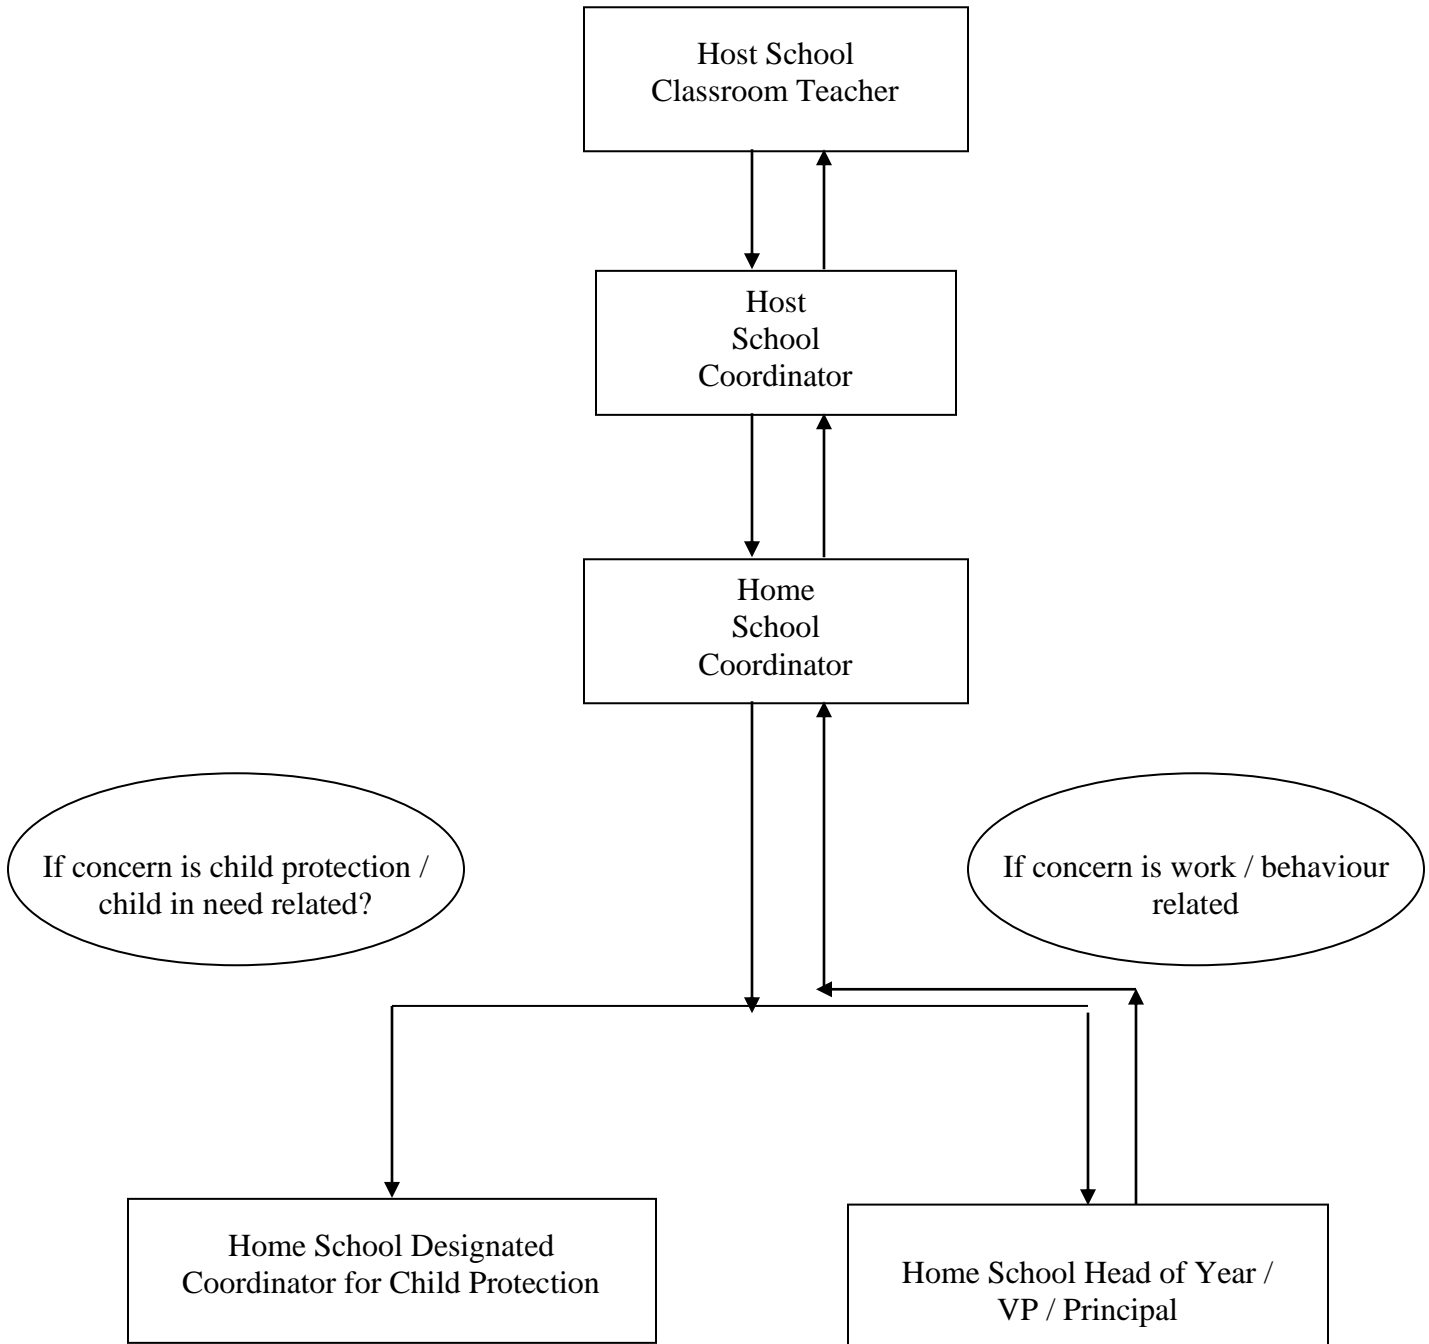 Host School
Classroom Teacher
Host
School
Coordinator
Home
School
Coordinator
If concern is child protection /
child in need related?
If concern is work / behaviour
related
Home School Designated
Coordinator for Child Protection
Home School Head of Year /
VP / Principal